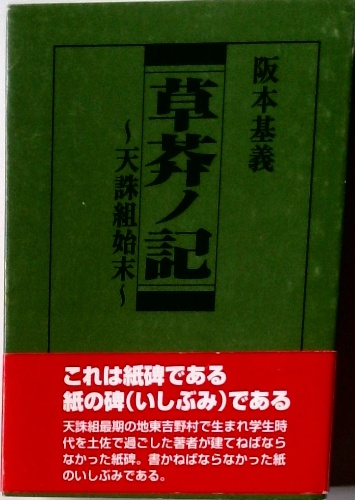 阪本基義
草莽ノ記
〜天誅組始末〜
これは紙碑である
紙の碑(いしぶみ)である
天誅組最期の地東吉野村で生まれ学生時
代を土佐で過ごした著者が建てねばなら
なかった紙碑。書かねばならなかった紙
のいしぶみである。